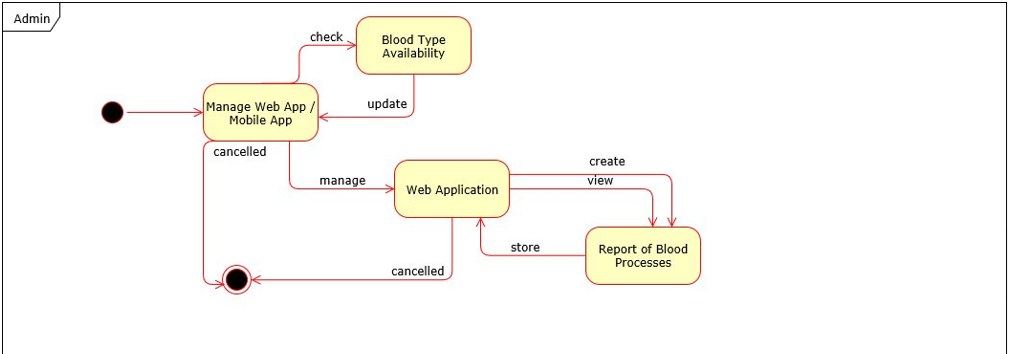 Admin
check
Blood Type
Availability
update
Manage Web App /
Mobile App
cancelled
manage
Web Application
create
view
store
Report of Blood
Processes
cancelled